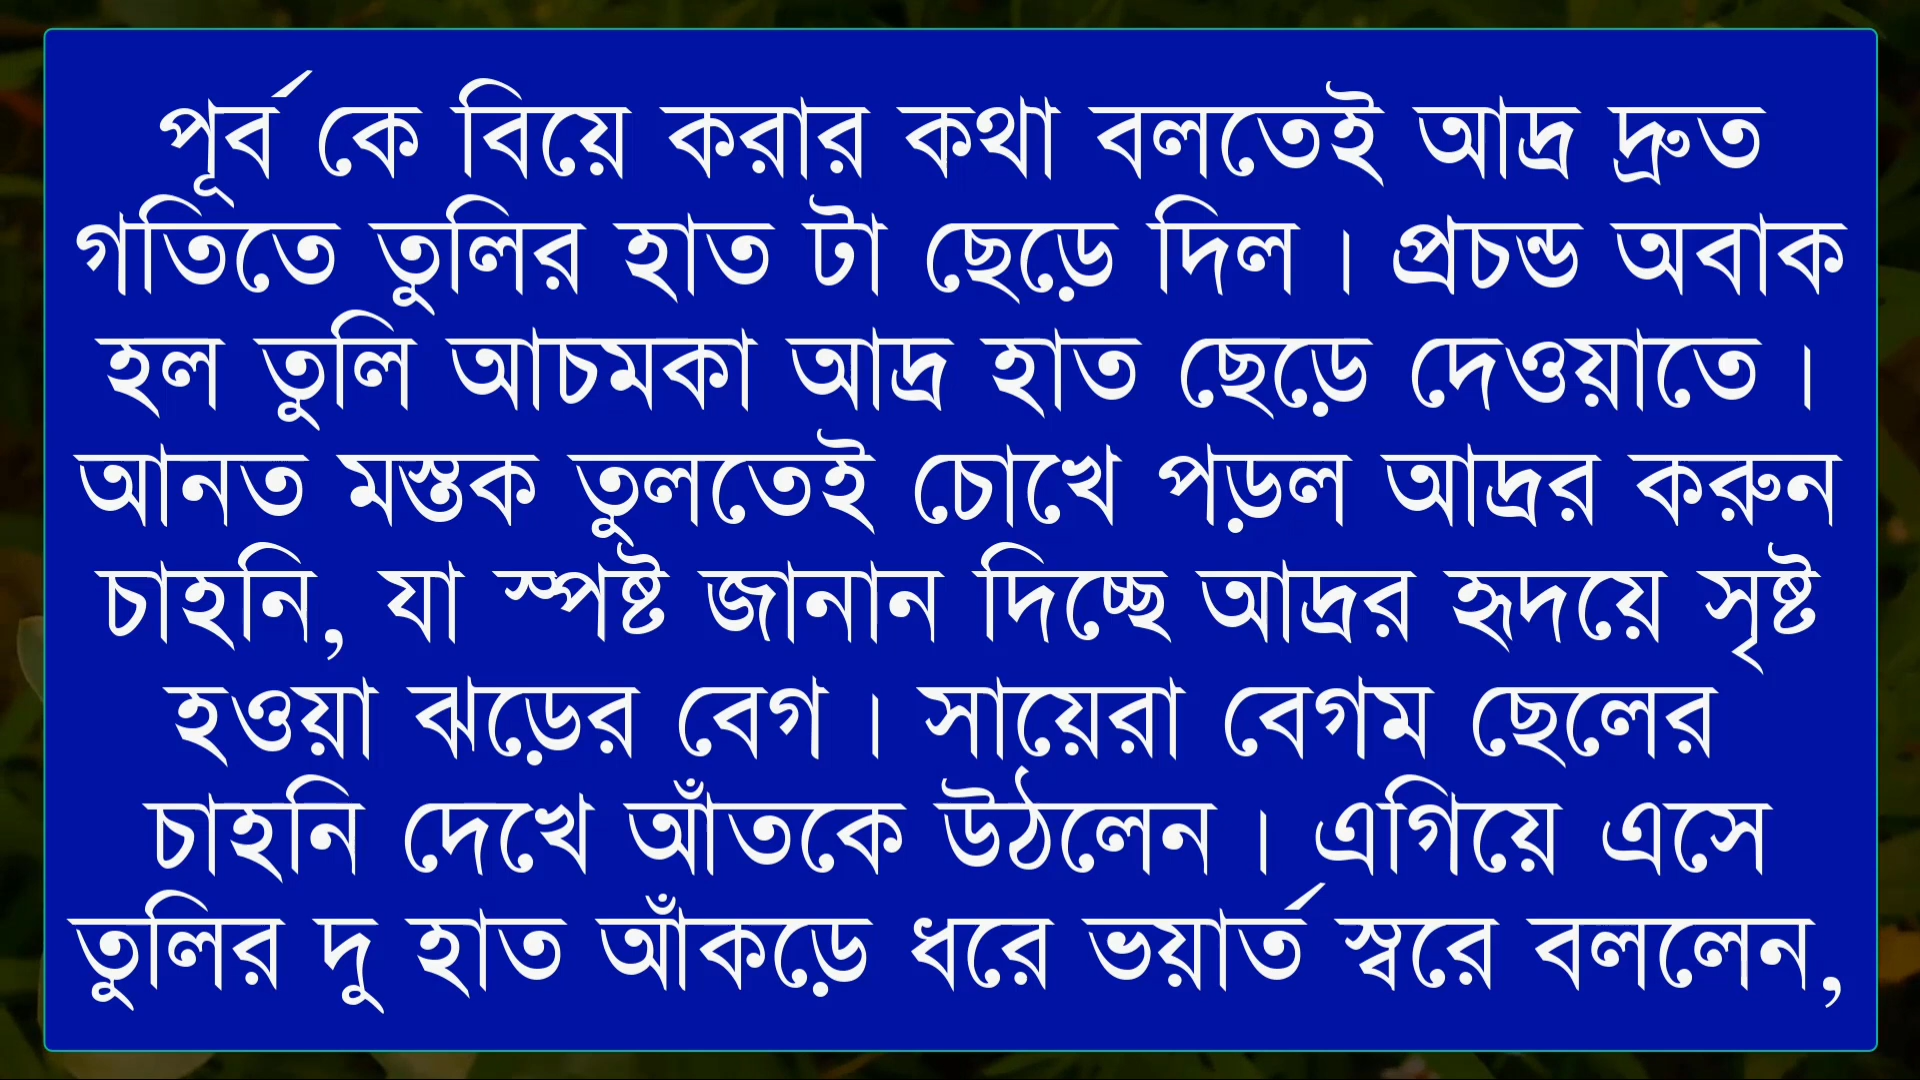 পূর্ব কে বিয়ে করার কথা বলতেই আদ্র দ্রুত
গতিতে তুলির হাত টা ছেড়ে দিল । প্রচন্ড অবাক
হল তুলি আচমকা আদ্র হাত ছেড়ে দেওয়াতে ।
আনত মস্তক তুলতেই চোখে পড়ল আদ্রর করুন
চাহনি, যা স্পষ্ট জানান দিচ্ছে আদ্রর হৃদয়ে সৃষ্ট
হওয়া ঝড়ের বেগ । সায়েরা বেগম ছেলের
চাহনি দেখে আঁতকে উঠলেন । এগিয়ে এসে
তুলির দু হাত আঁকড়ে ধরে ভয়ার্ত স্বরে বললেন,